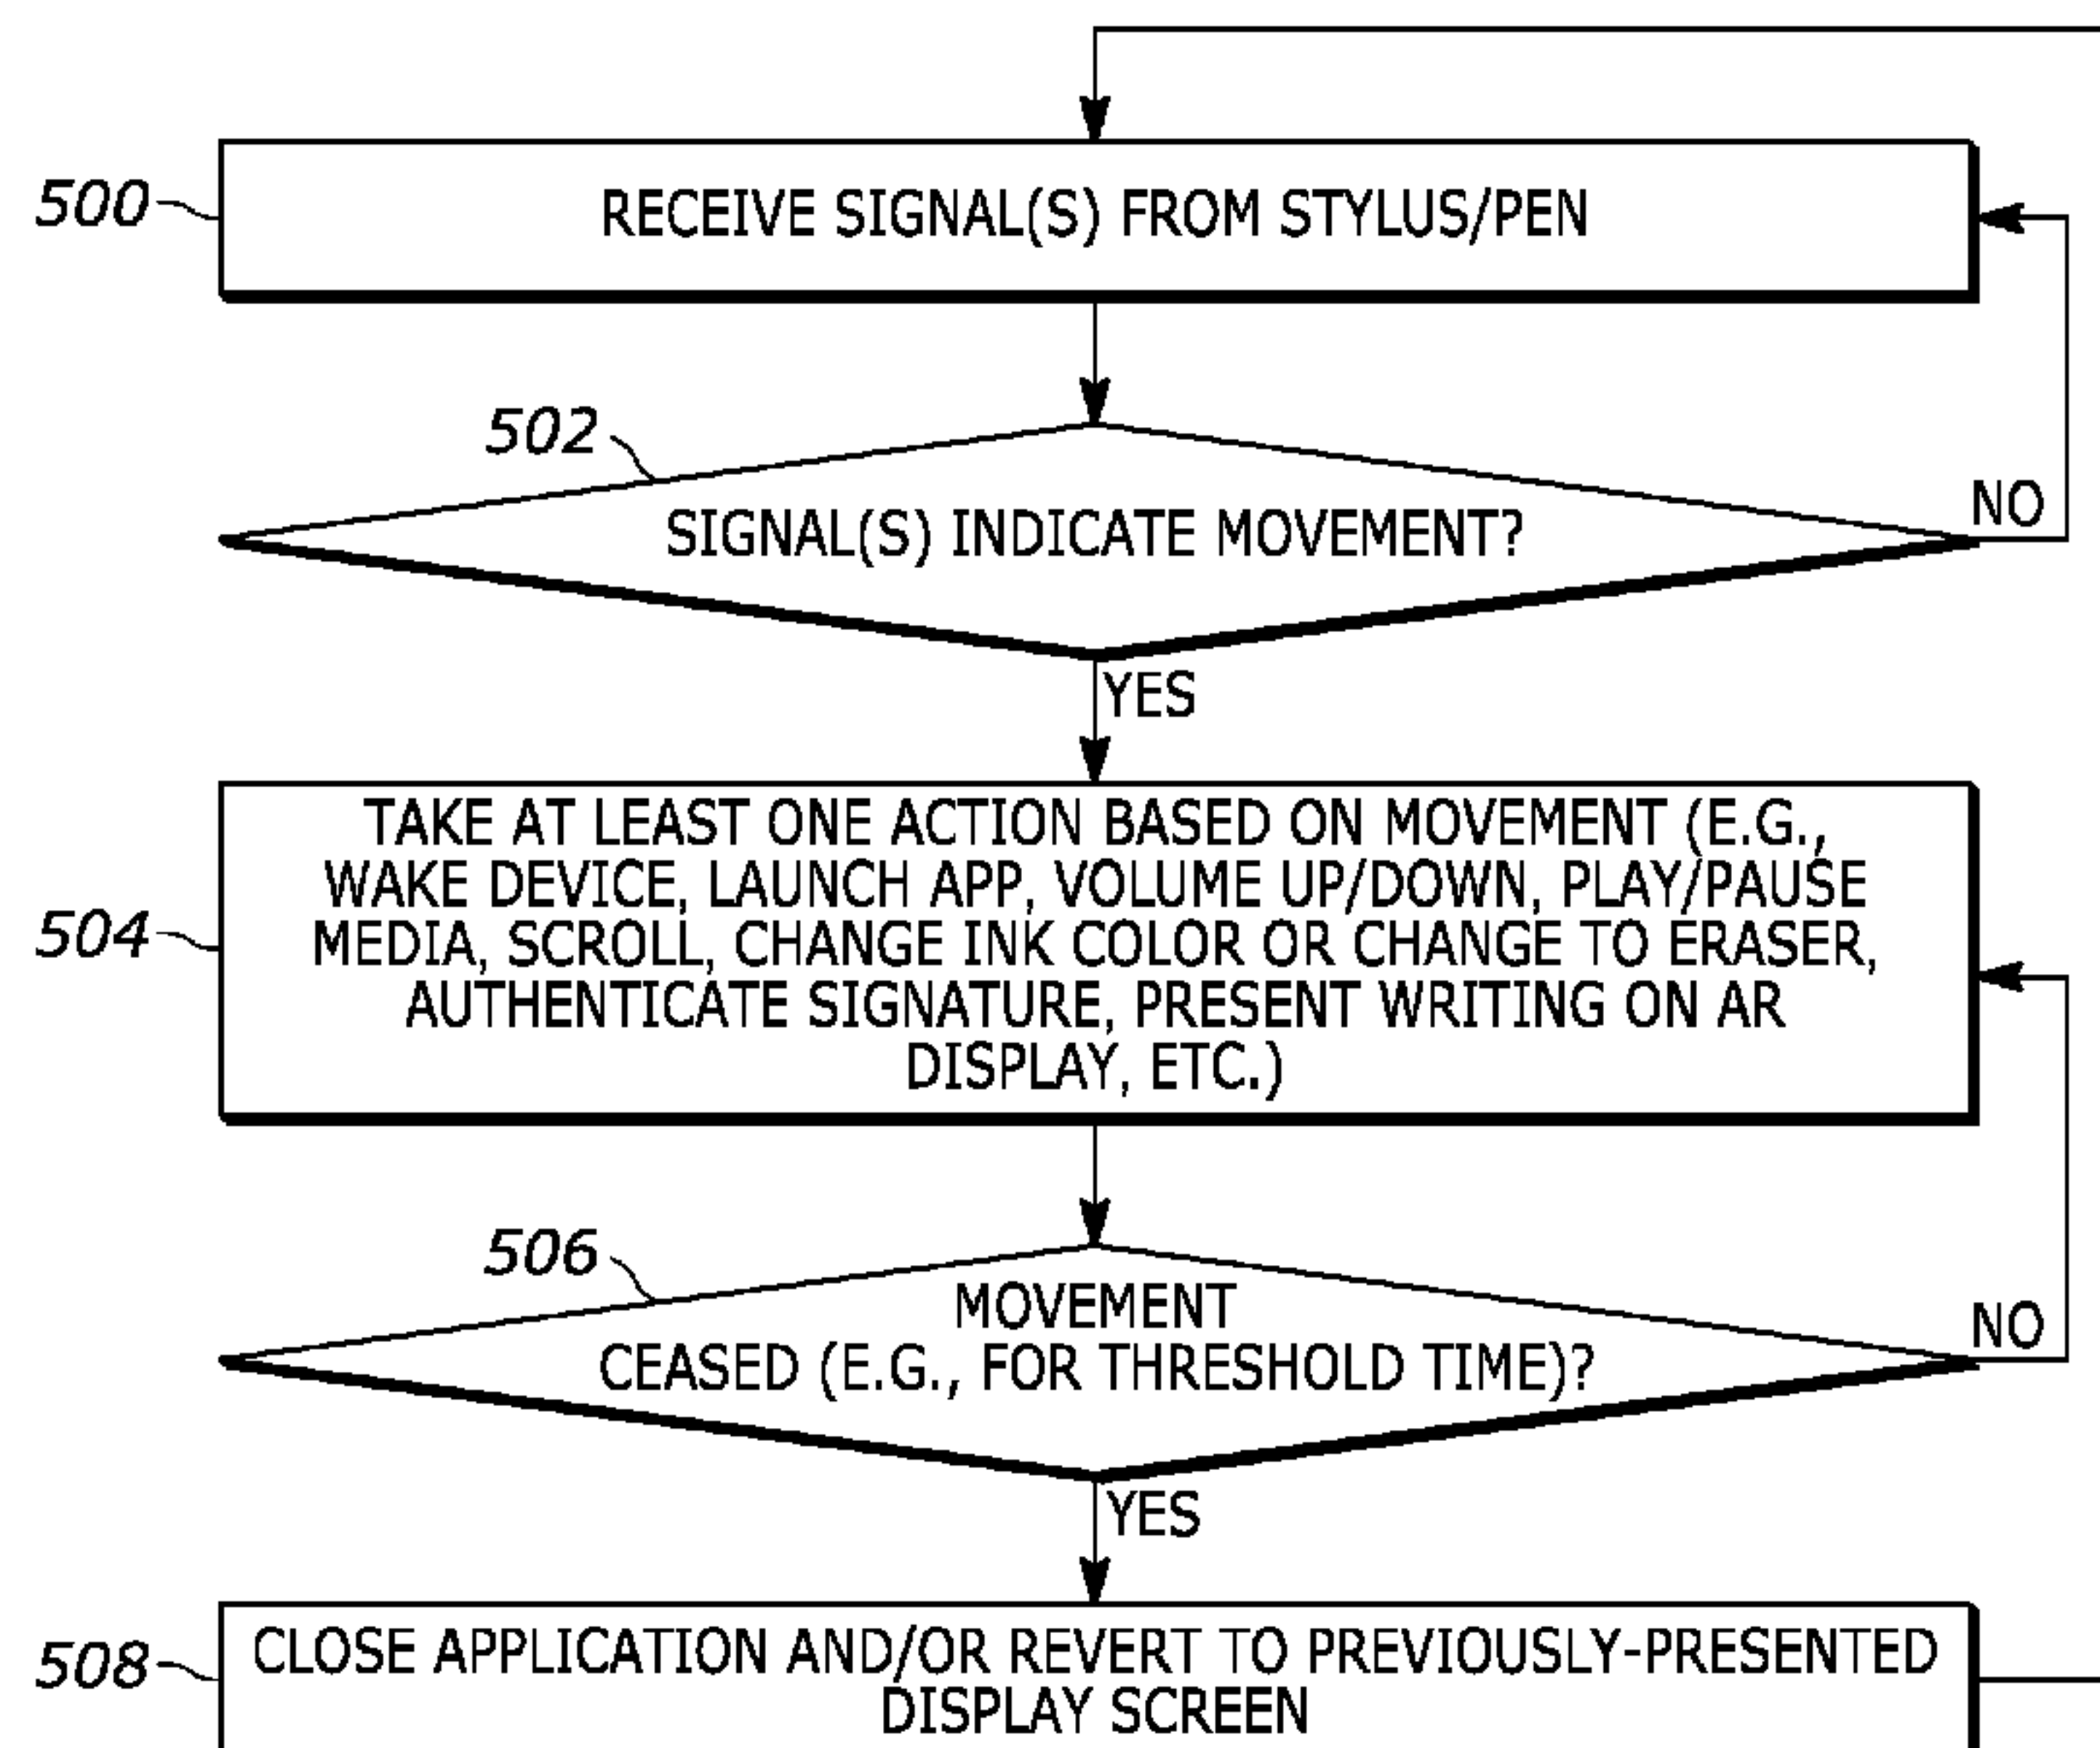 500
RECEIVE SIGNAL(S) FROM STYLUS/PEN
502
SIGNAL(S) INDICATE MOVEMENT?
NO
YES
504
TAKE AT LEAST ONE ACTION BASED ON MOVEMENT (E.G.,
WAKE DEVICE, LAUNCH APP, VOLUME UP/DOWN, PLAY/PAUSE
MEDIA, SCROLL, CHANGE INK COLOR OR CHANGE TO ERASER,
AUTHENTICATE SIGNATURE, PRESENT WRITING ON AR
DISPLAY, ETC.)
506
MOVEMENT
CEASED (E.G., FOR THRESHOLD TIME)?
NO
YES
508
CLOSE APPLICATION AND/OR REVERT TO PREVIOUSLY-PRESENTED
DISPLAY SCREEN